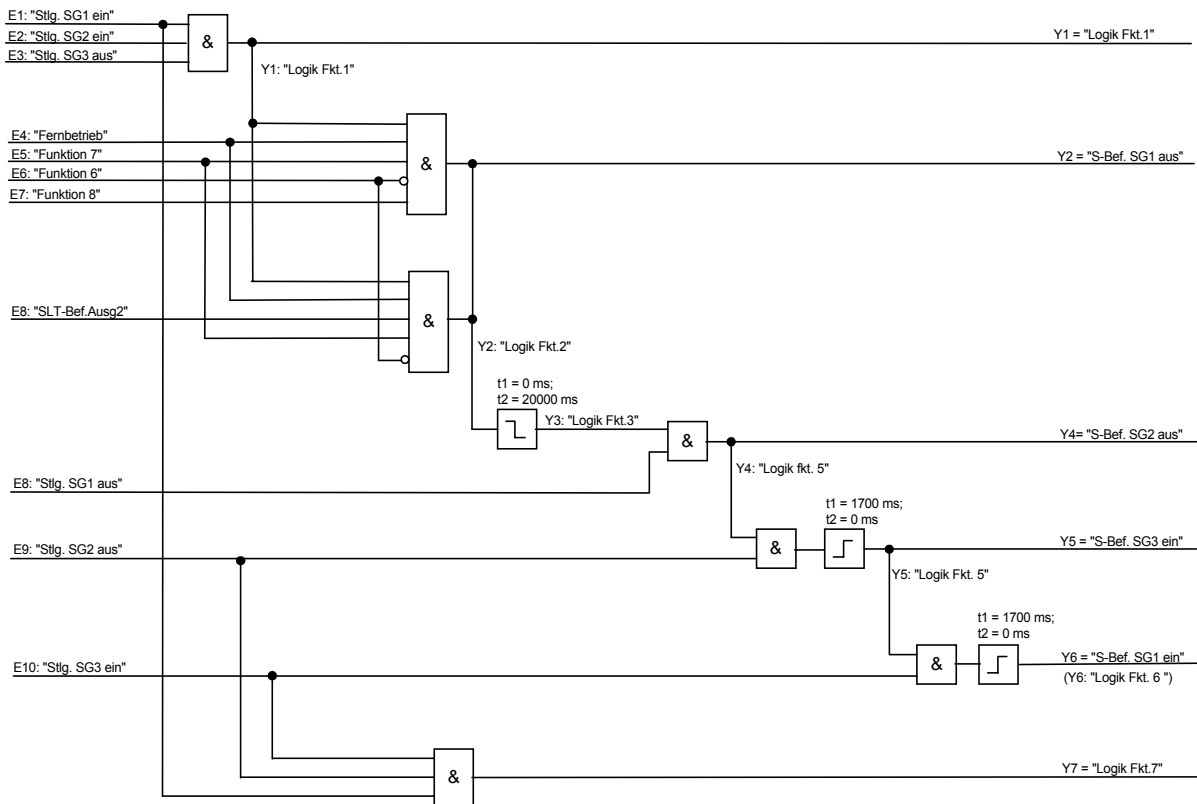 E1: "Stlg. SG1 ein"
E2: "Stlg. SG2 ein"
E3: "Stlg. SG3 aus"
&
Y1 = "Logik Fkt.1"
Y1: "Logik Fkt.1"
E4: "Fernbetrieb"
E5: "Funktion 7"
E6: "Funktion 6"
E7: "Funktion 8"
&
Y2 = "S-Bef. SG1 aus"
E8: "SLT-Bef.Ausg2"
&
Y2: "Logik Fkt.2"
t1 = 0 ms;
t2 = 20000 ms
Y3: "Logik Fkt.3"
&
Y4= "S-Bef. SG2 aus"
Y4: "Logik fkt. 5"
E8: "Stlg. SG1 aus"
t1 = 1700 ms;
t2 = 0 ms
E9: "Stlg. SG2 aus"
&
Y5 = "S-Bef. SG3 ein"
Y5: "Logik Fkt. 5"
t1 = 1700 ms;
t2 = 0 ms
E10: "Stlg. SG3 ein"
&
Y6 = "S-Bef. SG1 ein"
(Y6: "Logik Fkt. 6 ")
&
Y7 = "Logik Fkt.7"